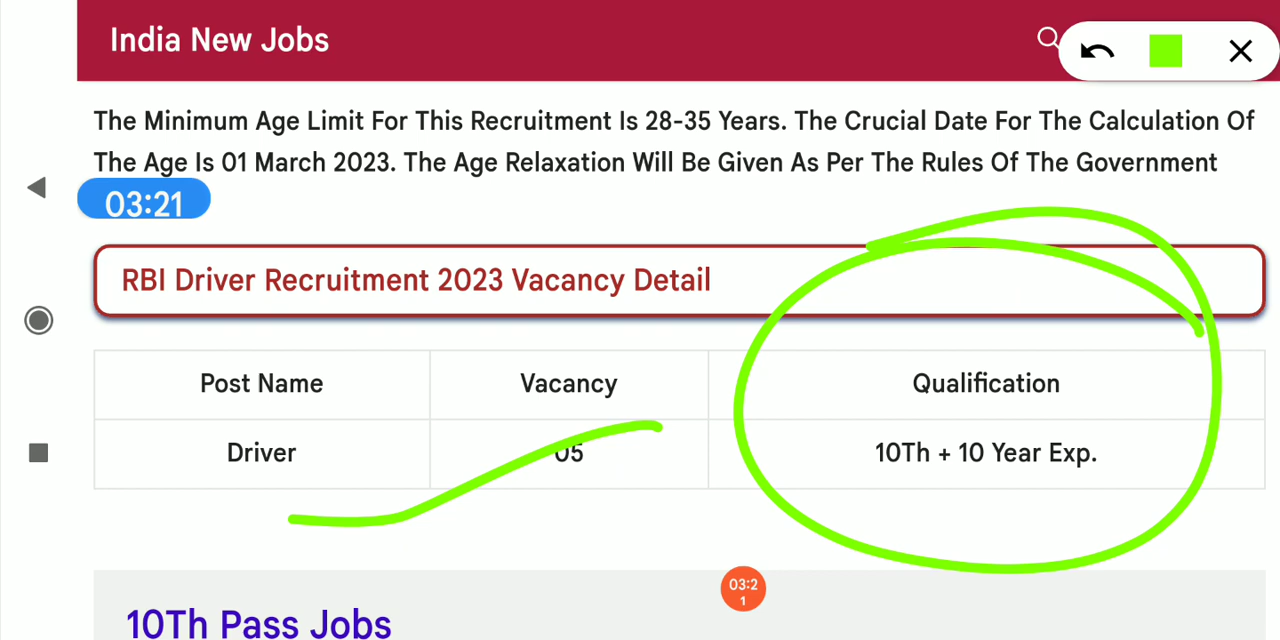 India New Jobs
The Minimum Age Limit For This Recruitment Is 28-35 Years. The Crucial Date For The Calculation Of
The Age Is 01 March 2023. The Age Relaxation Will Be Given As Per The Rules Of The Government
03:21
RBI Driver Recruitment 2023 Vacancy Detail
Post Name Vacancy Qualification
Driver 05 10Th + 10 Year Exp.
03:2
1
10Th Pass Jobs